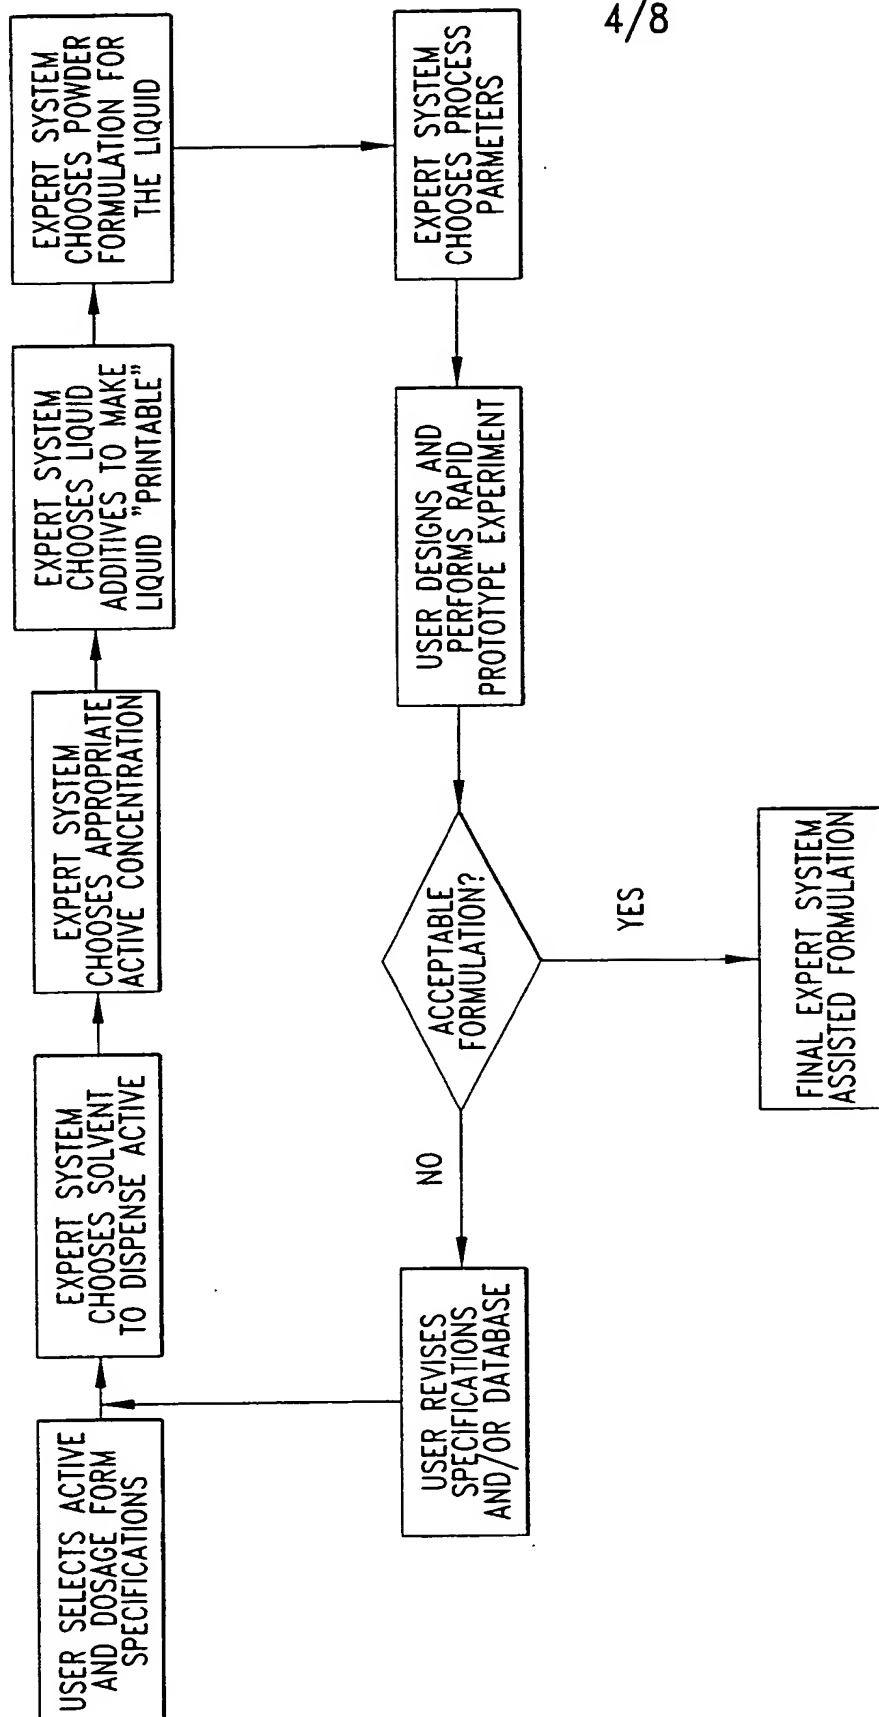 4/8
USER SELECTS ACTIVE
AND DOSAGE FORM
SPECIFICATIONS
EXPERT SYSTEM
CHOOSES SOLVENT
TO DISPENSE ACTIVE
EXPERT SYSTEM
CHOOSES APPROPRIATE
ACTIVE CONCENTRATION
EXPERT SYSTEM
CHOOSES LIQUID
ADDITIVES TO MAKE
LIQUID "PRINTABLE"
EXPERT SYSTEM
CHOOSES POWDER
FORMULATION FOR
THE LIQUID
EXPERT SYSTEM
CHOOSES PROCESS
PARMETERS
USER DESIGNS AND
PERFORMS RAPID
PROTOTYPE EXPERIMENT
ACCEPTABLE
FORMULATION?
NO
USER REVISES
SPECIFICATIONS
AND/OR DATABASE
YES
FINAL EXPERT SYSTEM
ASSISTED FORMULATION